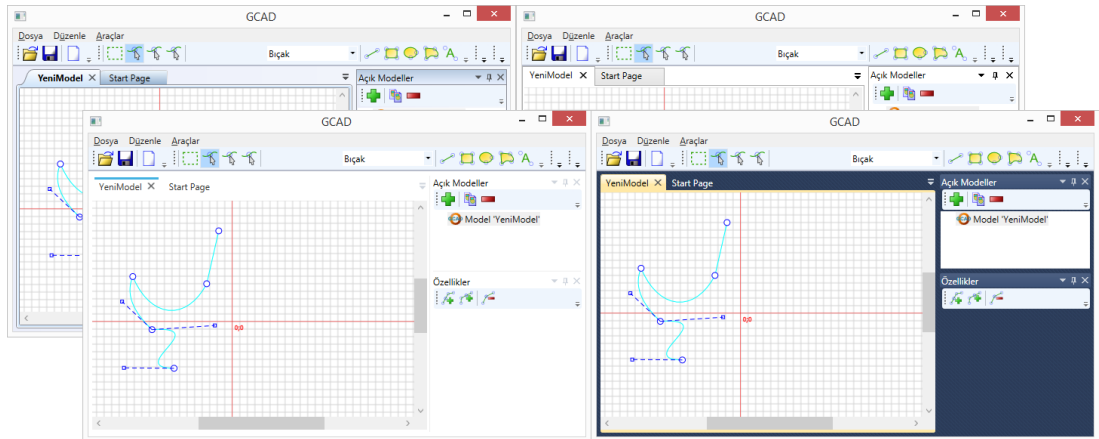 GCAD
Dosya Düzenle Araçlar
Bıçak
YeniModel Start Page
Açık Modeller
GCAD
Dosya Düzenle Araçlar
Bıçak
YeniModel Start Page
Açık Modeller
GCAD
Dosya Düzenle Araçlar
Bıçak
YeniModel Start Page
Açık Modeller
Model 'YeniModel'
Özellikler
0;0
GCAD
Dosya Düzenle Araçlar
Bıçak
YeniModel Start Page
Açık Modeller
Model 'YeniModel'
Özellikler
0;0